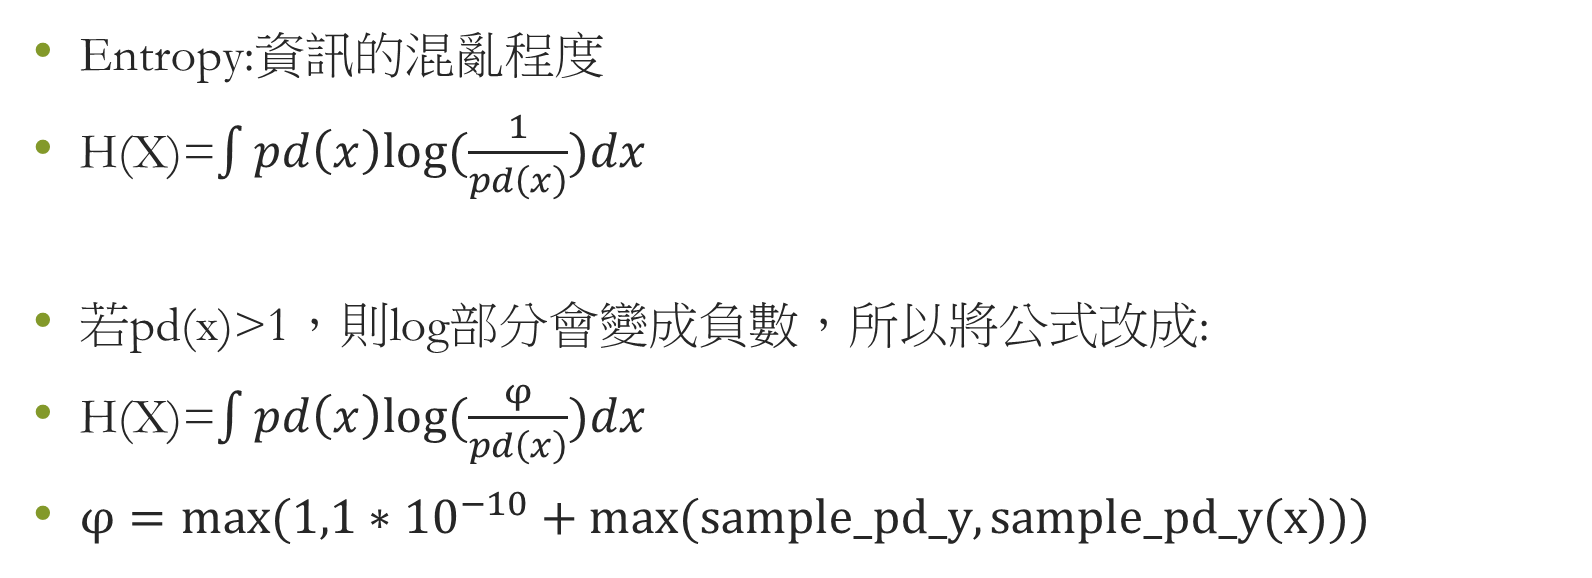 • Entropy:資訊的混亂程度
• H(X)=∫ pd(x)log(1/pd(x))dx
• 若pd(x)>1，則log部分會變成負數，所以將公式改成:
• H(X)=∫ pd(x)log(φ/pd(x))dx
• φ = max(1,1 * 10⁻¹⁰ + max(sample_pd_y, sample_pd_y(x)))